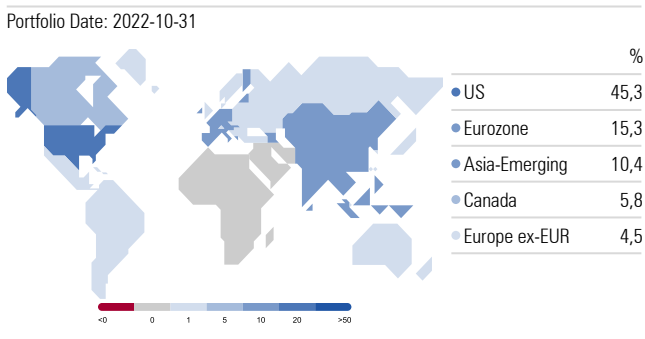 Portfolio Date: 2022-10-31
%
US 45,3
Eurozone 15,3
Asia-Emerging 10,4
Canada 5,8
Europe ex-EUR 4,5
<0 0 1 5 10 20 >50